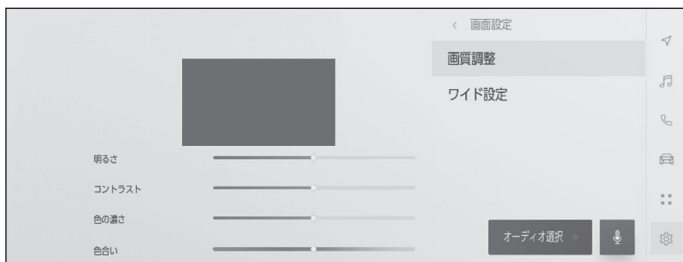 < 画面設定
画質調整
ワイド設定
明るさ
コントラスト
色の濃さ
色合い
オーディオ選択